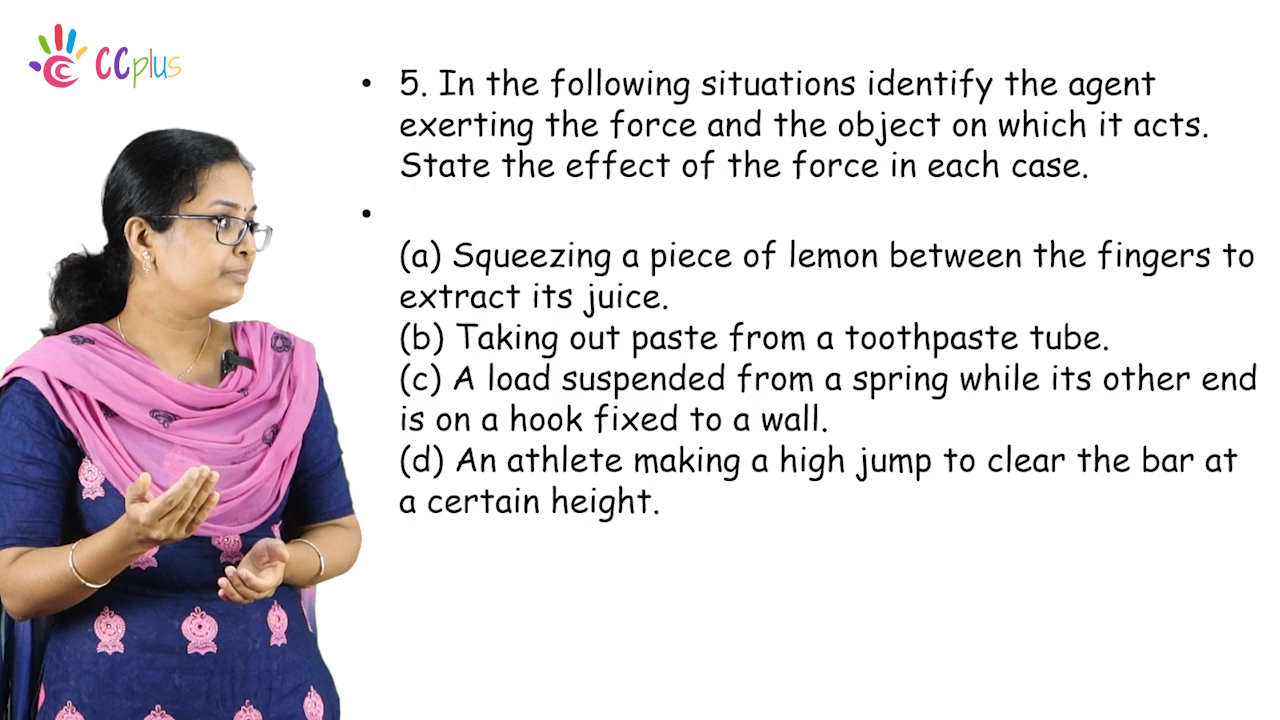 CCplus
• 5. In the following situations identify the agent
exerting the force and the object on which it acts.
State the effect of the force in each case.
•
(a) Squeezing a piece of lemon between the fingers to
extract its juice.
(b) Taking out paste from a toothpaste tube.
(c) A load suspended from a spring while its other end
is on a hook fixed to a wall.
(d) An athlete making a high jump to clear the bar at
a certain height.